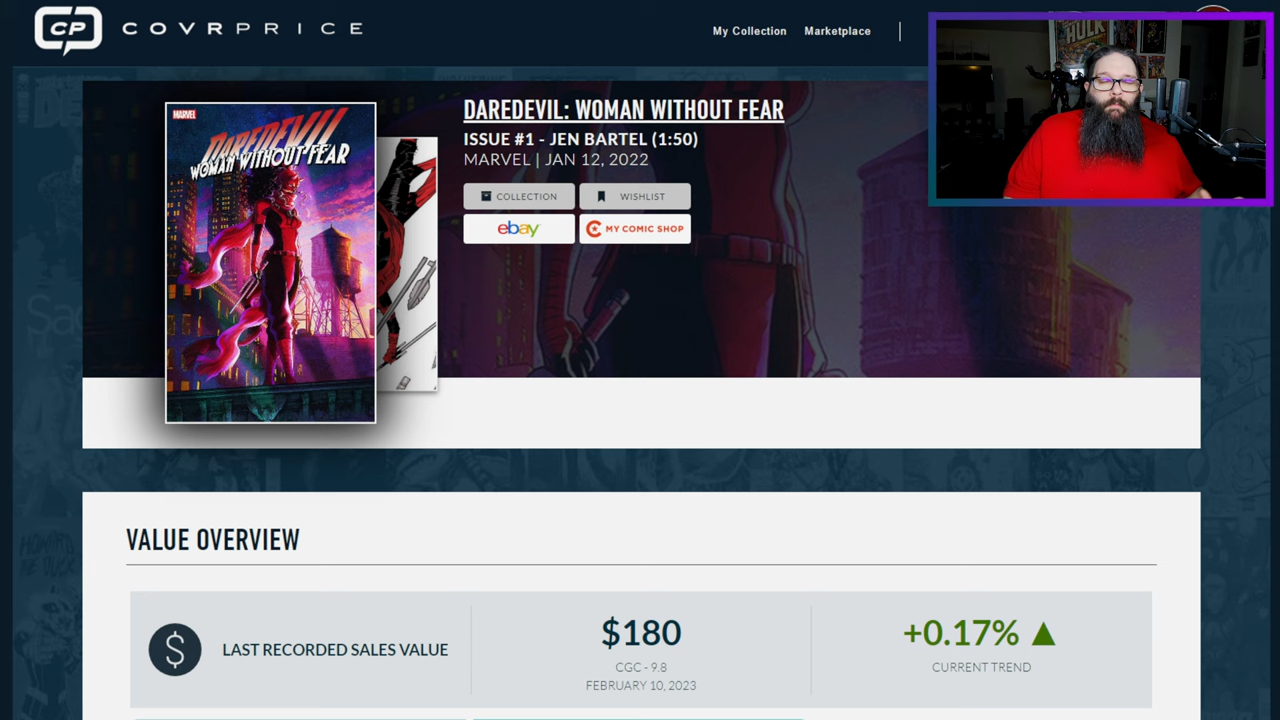 CP COVRPRICE
My Collection Marketplace
HULK
MARVEL
DAREDEVIL
WOMAN WITHOUT FEAR
DAREDEVIL: WOMAN WITHOUT FEAR
ISSUE #1 - JEN BARTEL (1:50)
MARVEL | JAN 12, 2022
COLLECTION WISHLIST
ebay MY COMIC SHOP
VALUE OVERVIEW
$ LAST RECORDED SALES VALUE
$180
CGC - 9.8
FEBRUARY 10, 2023
+0.17% ▲
CURRENT TREND